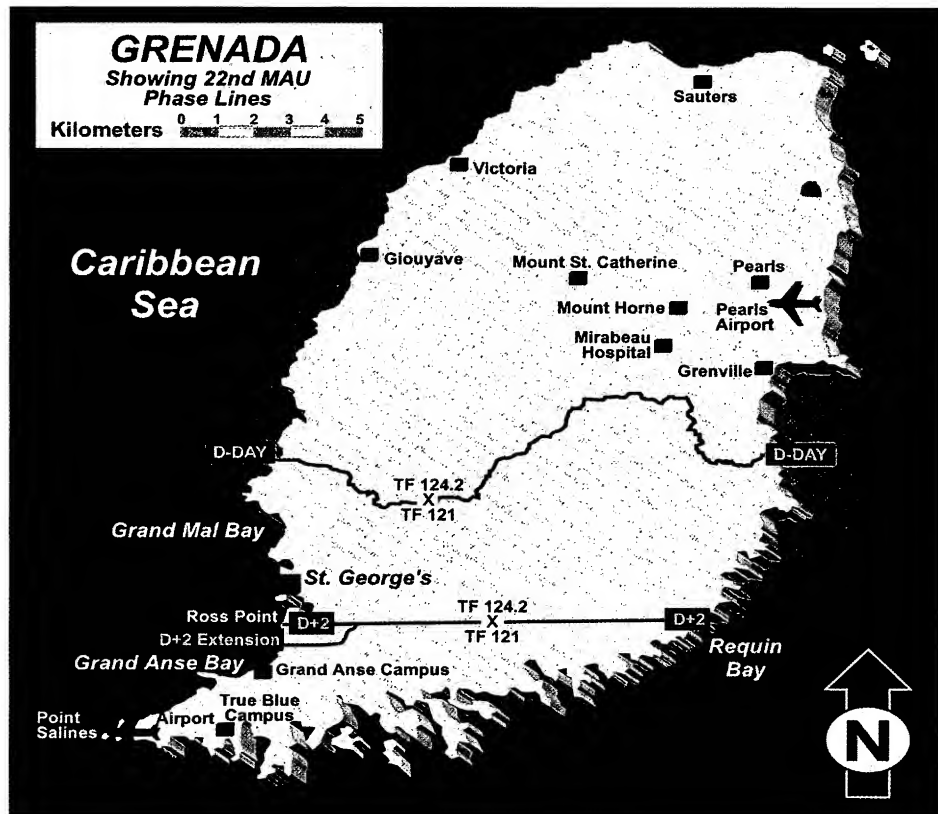 GRENADA
Showing 22nd MAU
Phase Lines
Kilometers 0 1 2 3 4 5
Sauters
Victoria
Caribbean
Sea
Giouyave
Mount St. Catherine
Pearls
Mount Horne
Pearls
Airport
Mirabeau
Hospital
Grenville
D-DAY
D-DAY
TF 124.2
X
TF 121
Grand Mal Bay
St. George's
Ross Point
D+2
TF 124.2
X
TF 121
D+2
D+2 Extension
Requin
Bay
Grand Anse Bay
Grand Anse Campus
True Blue
Campus
Point
Salines
Airport
N